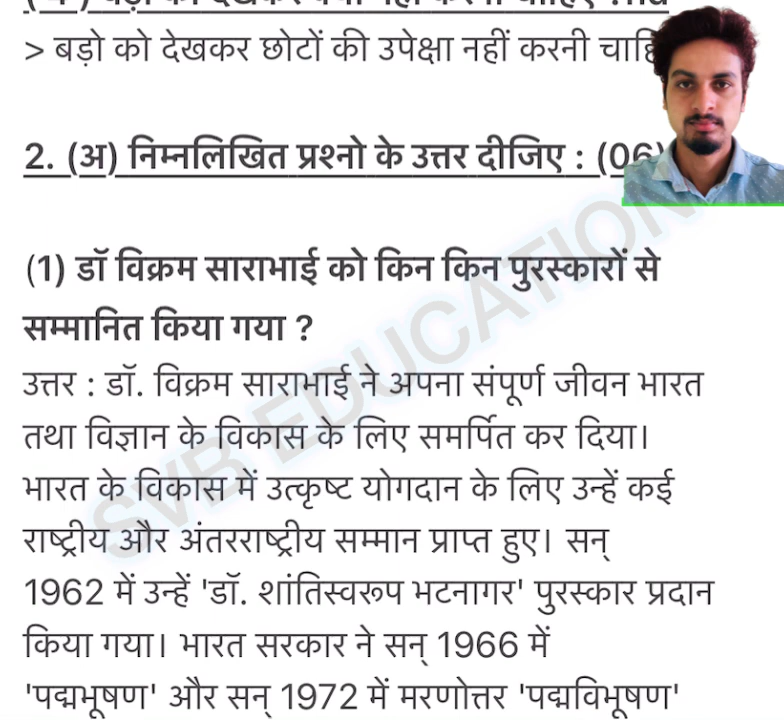 > बड़ो को देखकर छोटों की उपेक्षा नहीं करनी
2. (अ) निम्नलिखित प्रश्नो के उत्तर दीजिए : (06)
(1) डॉ विक्रम साराभाई को किन किन पुरस्कारों से
सम्मानित किया गया ?
उत्तर : डॉ. विक्रम साराभाई ने अपना संपूर्ण जीवन भारत
तथा विज्ञान के विकास के लिए समर्पित कर दिया।
भारत के विकास में उत्कृष्ट योगदान के लिए उन्हें कई
राष्ट्रीय और अंतरराष्ट्रीय सम्मान प्राप्त हुए। सन्
1962 में उन्हें 'डॉ. शांतिस्वरूप भटनागर' पुरस्कार प्रदान
किया गया। भारत सरकार ने सन् 1966 में
'पद्मभूषण' और सन् 1972 में मरणोत्तर 'पद्मविभूषण'
SVB EDUCATION